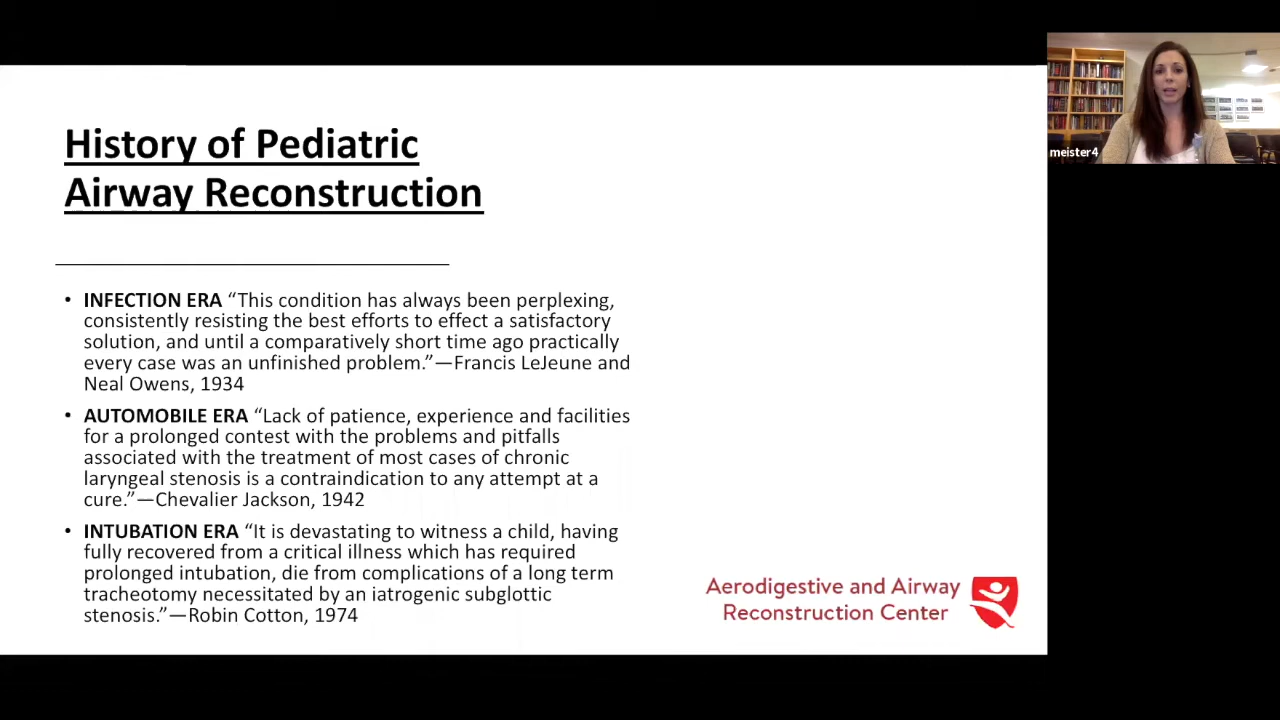 History of Pediatric
Airway Reconstruction
• INFECTION ERA “This condition has always been perplexing,
consistently resisting the best efforts to effect a satisfactory
solution, and until a comparatively short time ago practically
every case was an unfinished problem.”—Francis LeJeune and
Neal Owens, 1934
• AUTOMOBILE ERA “Lack of patience, experience and facilities
for a prolonged contest with the problems and pitfalls
associated with the treatment of most cases of chronic
laryngeal stenosis is a contraindication to any attempt at a
cure.”—Chevalier Jackson, 1942
• INTUBATION ERA “It is devastating to witness a child, having
fully recovered from a critical illness which has required
prolonged intubation, die from complications of a long term
tracheotomy necessitated by an iatrogenic subglottic
stenosis.”—Robin Cotton, 1974
Aerodigestive and Airway
Reconstruction Center
meister4